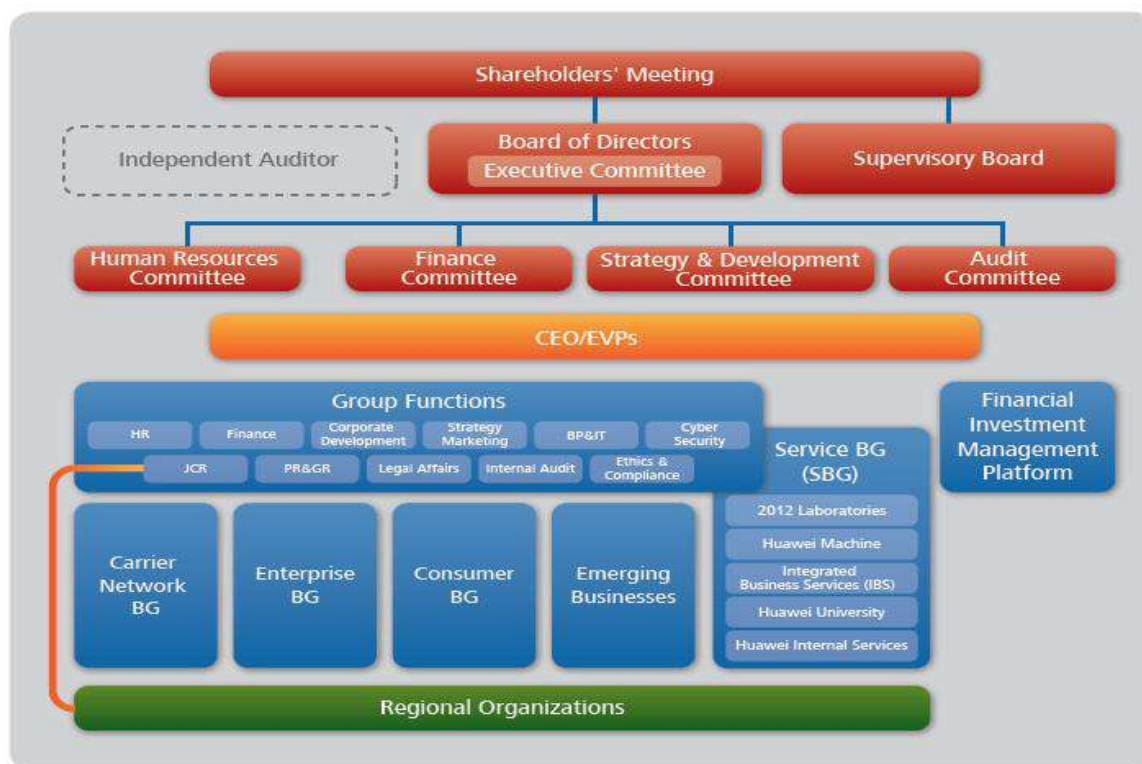 Shareholders' Meeting
Independent Auditor
Board of Directors
Executive Committee
Supervisory Board
Human Resources
Committee
Finance
Committee
Strategy & Development
Committee
Audit
Committee
CEO/EVPs
Group Functions
HR
Finance
Corporate
Development
Strategy
Marketing
BP&IT
Cyber
Security
JCR
PR&GR
Legal Affairs
Internal Audit
Ethics &
Compliance
Service BG
(SBG)
2012 Laboratories
Huawei Machine
Integrated
Business Services (IBS)
Huawei University
Huawei Internal Services
Financial
Investment
Management
Platform
Carrier
Network
BG
Enterprise
BG
Consumer
BG
Emerging
Businesses
Regional Organizations